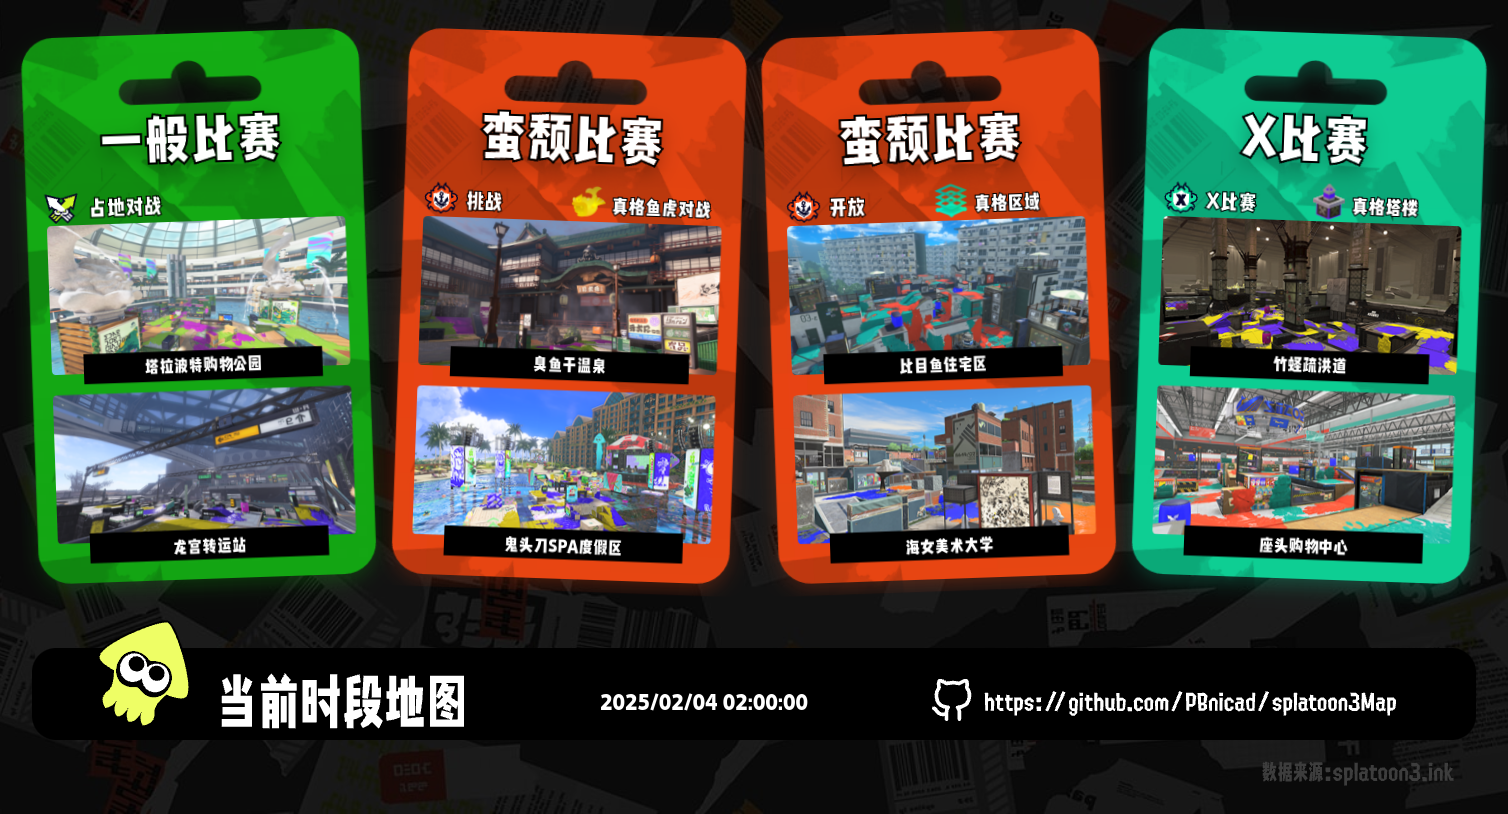 一般比赛
占地对战
塔拉波特购物公园
龙宫转运站
蛮颓比赛
挑战
真格鱼虎对战
臭鱼干温泉
鬼头刀SPA度假区
蛮颓比赛
开放
真格区域
比目鱼住宅区
海女美术大学
X比赛
X比赛
真格塔楼
竹蛏疏洪道
座头购物中心
当前时段地图
2025/02/04 02:00:00
https://github.com/PBnicad/splatoon3Map
数据来源:splatoon3.ink